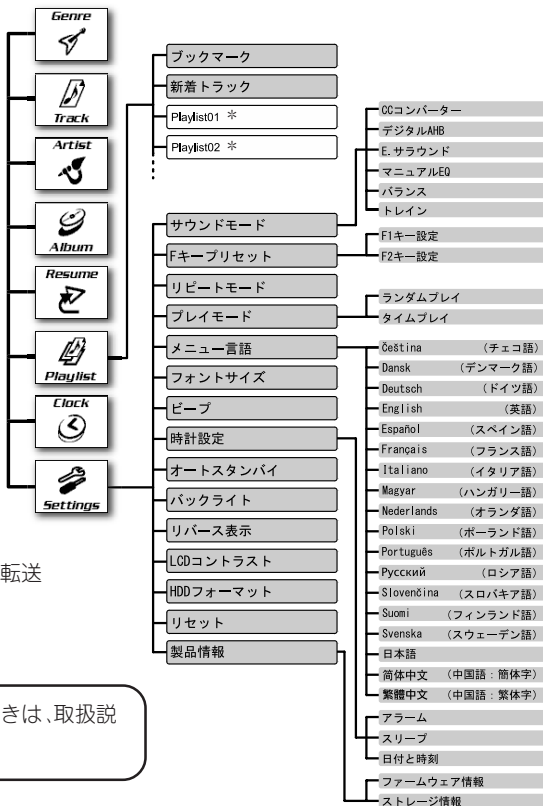 Genre
Track
Artist
Album
Resume
Playlist
Clock
Settings
ブックマーク
新着トラック
Playlist01 *
Playlist02 *
サウンドモード
Fキープリセット
リピートモード
プレイモード
メニュー言語
フォントサイズ
ビープ
時計設定
オートスタンバイ
バックライト
リバース表示
LCDコントラスト
HDDフォーマット
リセット
製品情報
CCコンバーター
デジタルAHB
E.サラウンド
マニュアルEQ
バランス
トレイン
F1キー設定
F2キー設定
ランダムプレイ
タイムプレイ
Čeština (チェコ語)
Dansk (デンマーク語)
Deutsch (ドイツ語)
English (英語)
Español (スペイン語)
Français (フランス語)
Italiano (イタリア語)
Magyar (ハンガリー語)
Nederlands (オランダ語)
Polski (ポーランド語)
Português (ポルトガル語)
Русский (ロシア語)
Slovenčina (スロバキア語)
Suomi (フィンランド語)
Svenska (スウェーデン語)
日本語
简体中文 (中国語：簡体字)
繁體中文 (中国語：繁体字)
アラーム
スリープ
日付と時刻
ファームウェア情報
ストレージ情報
転送
きは、取扱説